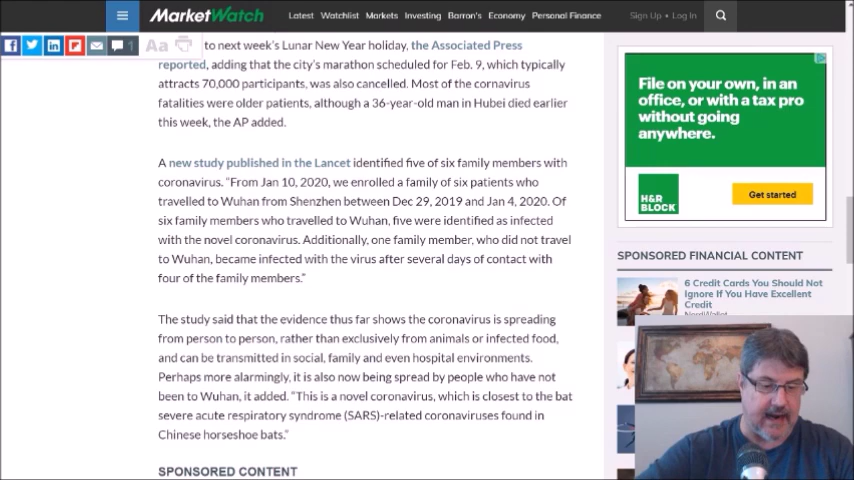 MarketWatch
Latest Watchlist Markets Investing Barron's Economy Personal Finance Sign Up • Log In
1 Aa
to next week's Lunar New Year holiday, the Associated Press
reported, adding that the city's marathon scheduled for Feb. 9, which typically
attracts 70,000 participants, was also cancelled. Most of the cornavirus
fatalities were older patients, although a 36-year-old man in Hubei died earlier
this week, the AP added.
A new study published in the Lancet identified five of six family members with
coronavirus. “From Jan 10, 2020, we enrolled a family of six patients who
travelled to Wuhan from Shenzhen between Dec 29, 2019 and Jan 4, 2020. Of
six family members who travelled to Wuhan, five were identified as infected
with the novel coronavirus. Additionally, one family member, who did not travel
to Wuhan, became infected with the virus after several days of contact with
four of the family members.”
The study said that the evidence thus far shows the coronavirus is spreading
from person to person, rather than exclusively from animals or infected food,
and can be transmitted in social, family and even hospital environments.
Perhaps more alarmingly, it is also now being spread by people who have not
been to Wuhan, it added. “This is a novel coronavirus, which is closest to the bat
severe acute respiratory syndrome (SARS)-related coronaviruses found in
Chinese horseshoe bats.”
SPONSORED CONTENT
File on your own, in an
office, or with a tax pro
without going
anywhere.
H&R
BLOCK
Get started
SPONSORED FINANCIAL CONTENT
6 Credit Cards You Should Not
Ignore If You Have Excellent
Credit
NerdWallet